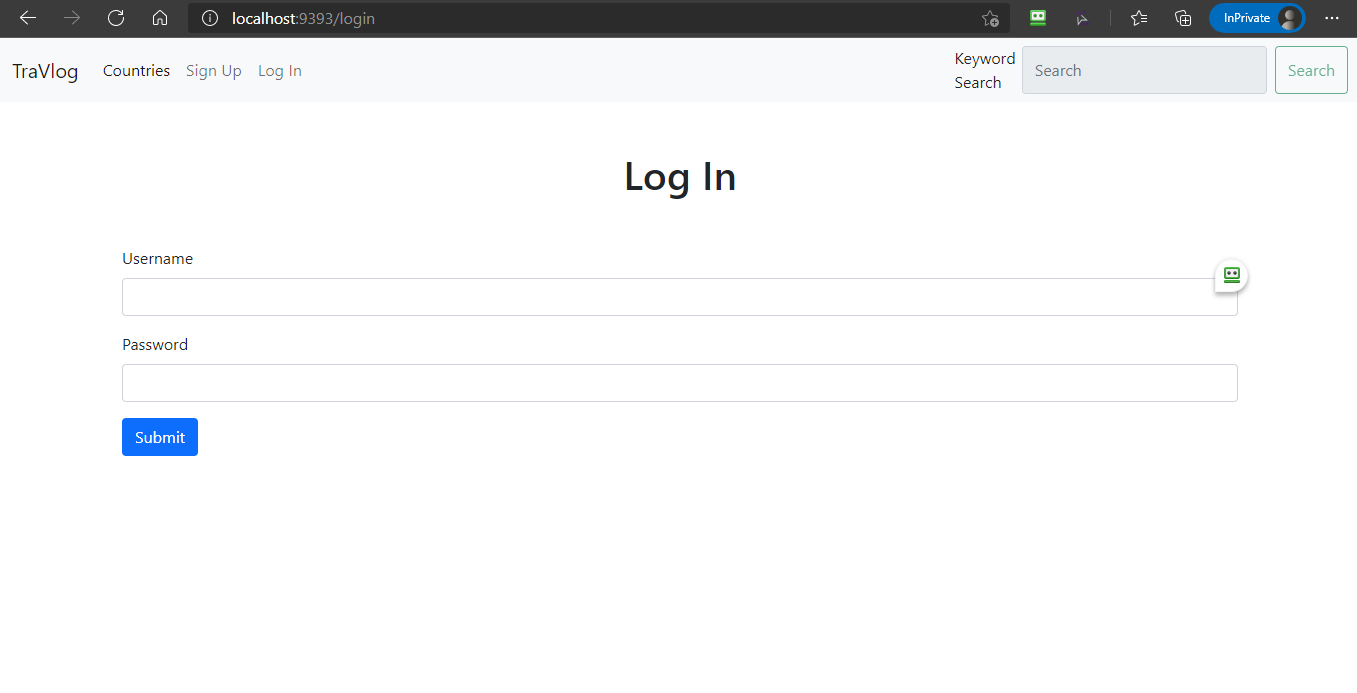 localhost:9393/login
InPrivate
TraVlog Countries Sign Up Log In
Keyword
Search
Search
Search
Log In
Username
Password
Submit